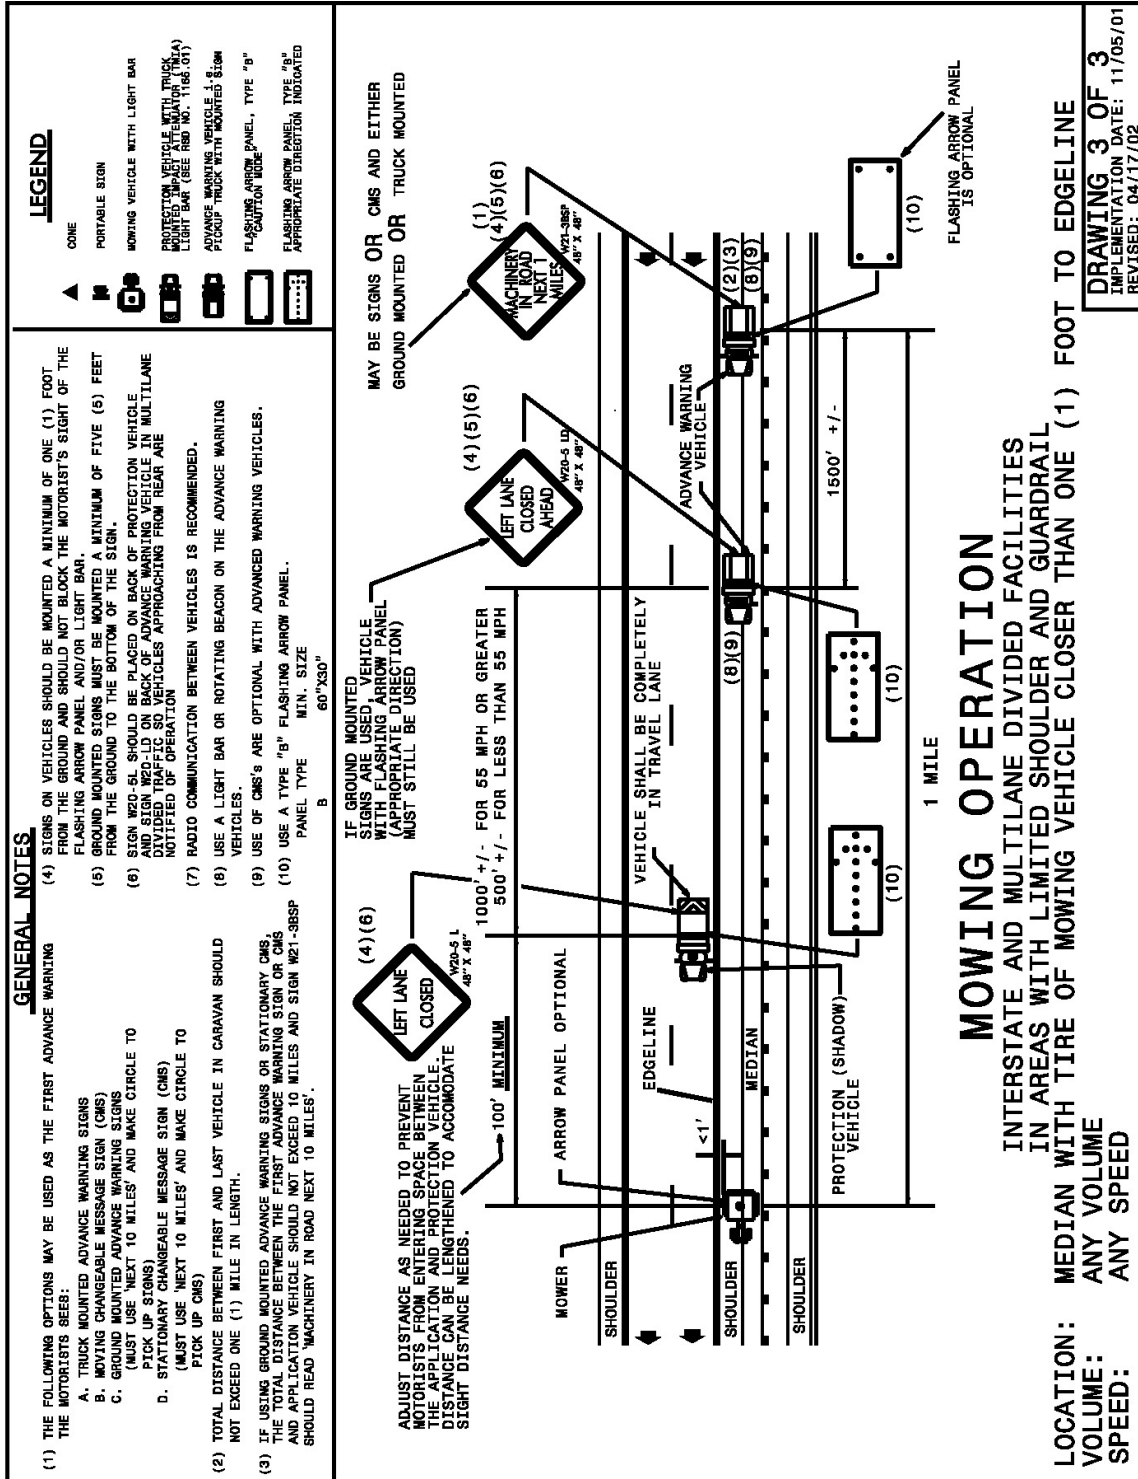 GENERAL NOTES
(1) THE FOLLOWING OPTIONS MAY BE USED AS THE FIRST ADVANCE WARNING
THE MOTORISTS SEES:
A. TRUCK MOUNTED ADVANCE WARNING SIGNS
B. MOVING CHANGEABLE MESSAGE SIGN (CMS)
C. GROUND MOUNTED ADVANCE WARNING SIGNS
(MUST USE 'NEXT 10 MILES' AND MAKE CIRCLE TO
PICK UP SIGNS)
D. STATIONARY CHANGEABLE MESSAGE SIGN (CMS)
(MUST USE 'NEXT 10 MILES' AND MAKE CIRCLE TO
PICK UP CMS)
(2) TOTAL DISTANCE BETWEEN FIRST AND LAST VEHICLE IN CARAVAN SHOULD
NOT EXCEED ONE (1) MILE IN LENGTH.
(3) IF USING GROUND MOUNTED ADVANCE WARNING SIGNS OR STATIONARY CMS,
THE TOTAL DISTANCE BETWEEN THE FIRST ADVANCE WARNING SIGN OR CMS
AND APPLICATION VEHICLE SHOULD NOT EXCEED 10 MILES AND SIGN W21-3BSP
SHOULD READ 'MACHINERY IN ROAD NEXT 10 MILES'.
(4) SIGNS ON VEHICLES SHOULD BE MOUNTED A MINIMUM OF ONE (1) FOOT
FROM THE GROUND AND SHOULD NOT BLOCK THE MOTORIST'S SIGHT OF THE
FLASHING ARROW PANEL AND/OR LIGHT BAR.
(5) GROUND MOUNTED SIGNS MUST BE MOUNTED A MINIMUM OF FIVE (5) FEET
FROM THE GROUND TO THE BOTTOM OF THE SIGN.
(6) SIGN W20-5L SHOULD BE PLACED ON BACK OF PROTECTION VEHICLE
AND SIGN W20-LD ON BACK OF ADVANCE WARNING VEHICLE IN MULTILANE
DIVIDED TRAFFIC SO VEHICLES APPROACHING FROM REAR ARE
NOTIFIED OF OPERATION
(7) RADIO COMMUNICATION BETWEEN VEHICLES IS RECOMMENDED.
(8) USE A LIGHT BAR OR ROTATING BEACON ON THE ADVANCE WARNING
VEHICLES.
(9) USE OF CMS's ARE OPTIONAL WITH ADVANCED WARNING VEHICLES.
(10) USE A TYPE "B" FLASHING ARROW PANEL.
PANEL TYPE MIN. SIZE
B 60"X30"
LEGEND
CONE
PORTABLE SIGN
MOWING VEHICLE WITH LIGHT BAR
PROTECTION VEHICLE WITH TRUCK
MOUNTED IMPACT ATTENUATOR (TMIA)
LIGHT BAR (SEE RBD NO. 1166.01)
ADVANCE WARNING VEHICLE i.e.
PICKUP TRUCK WITH MOUNTED SIGN
FLASHING ARROW PANEL, TYPE "B"
"CAUTION MODE"
FLASHING ARROW PANEL, TYPE "B"
APPROPRIATE DIRECTION INDICATED
ADJUST DISTANCE AS NEEDED TO PREVENT
MOTORISTS FROM ENTERING SPACE BETWEEN
THE APPLICATION AND PROTECTION VEHICLE.
DISTANCE CAN BE LENGTHENED TO ACCOMODATE
SIGHT DISTANCE NEEDS.
LEFT LANE
CLOSED
W20-5 L
48" X 48"
(4)(6)
IF GROUND MOUNTED
SIGNS ARE USED, VEHICLE
WITH FLASHING ARROW PANEL
(APPROPRIATE DIRECTION)
MUST STILL BE USED
LEFT LANE
CLOSED
AHEAD
W20-5 LD
48" X 48"
(4)(5)(6)
MAY BE SIGNS OR CMS AND EITHER
GROUND MOUNTED OR TRUCK MOUNTED
MACHINERY
IN ROAD
NEXT 1
MILES
W21-3BSP
48" X 48"
(1)
(4)(5)(6)
100' MINIMUM
1000' +/- FOR 55 MPH OR GREATER
500' +/- FOR LESS THAN 55 MPH
MOWER
ARROW PANEL OPTIONAL
EDGELINE
VEHICLE SHALL BE COMPLETELY
IN TRAVEL LANE
ADVANCE WARNING
VEHICLE
SHOULDER
SHOULDER
SHOULDER
<1'
MEDIAN
(8)(9)
(2)(3)
(8)(9)
PROTECTION (SHADOW)
VEHICLE
(10)
(10)
(10)
1500' +/-
FLASHING ARROW PANEL
IS OPTIONAL
1 MILE
MOWING OPERATION
INTERSTATE AND MULTILANE DIVIDED FACILITIES
IN AREAS WITH LIMITED SHOULDER AND GUARDRAIL
LOCATION: MEDIAN WITH TIRE OF MOWING VEHICLE CLOSER THAN ONE (1) FOOT TO EDGELINE
VOLUME: ANY VOLUME
SPEED: ANY SPEED
DRAWING 3 OF 3
IMPLEMENTATION DATE: 11/05/01
REVISED: 04/17/02